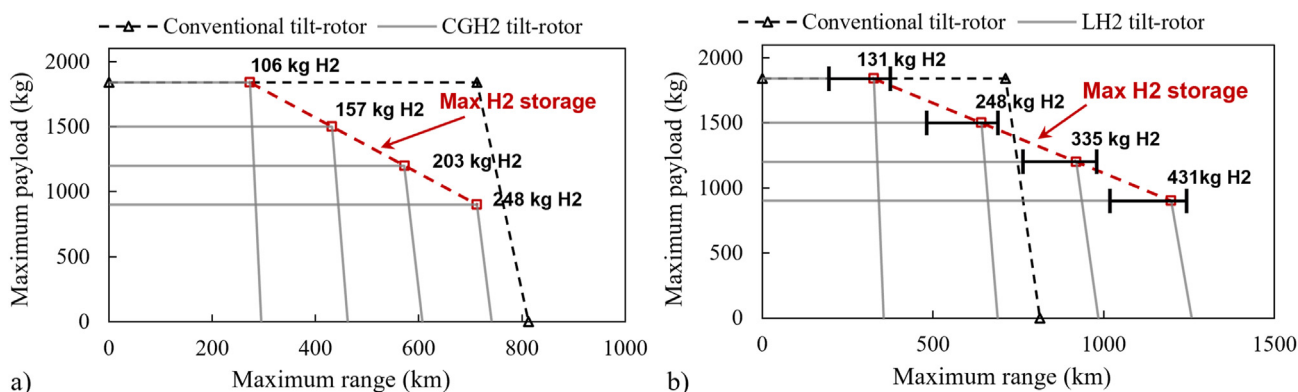 Conventional tilt-rotor CGH2 tilt-rotor
2000
1500
1000
500
0
Maximum payload (kg)
106 kg H2
Max H2 storage
157 kg H2
203 kg H2
248 kg H2
0 200 400 600 800 1000
Maximum range (km)
a)
Conventional tilt-rotor LH2 tilt-rotor
2000
1500
1000
500
0
Maximum payload (kg)
131 kg H2
Max H2 storage
248 kg H2
335 kg H2
431kg H2
0 500 1000 1500
Maximum range (km)
b)